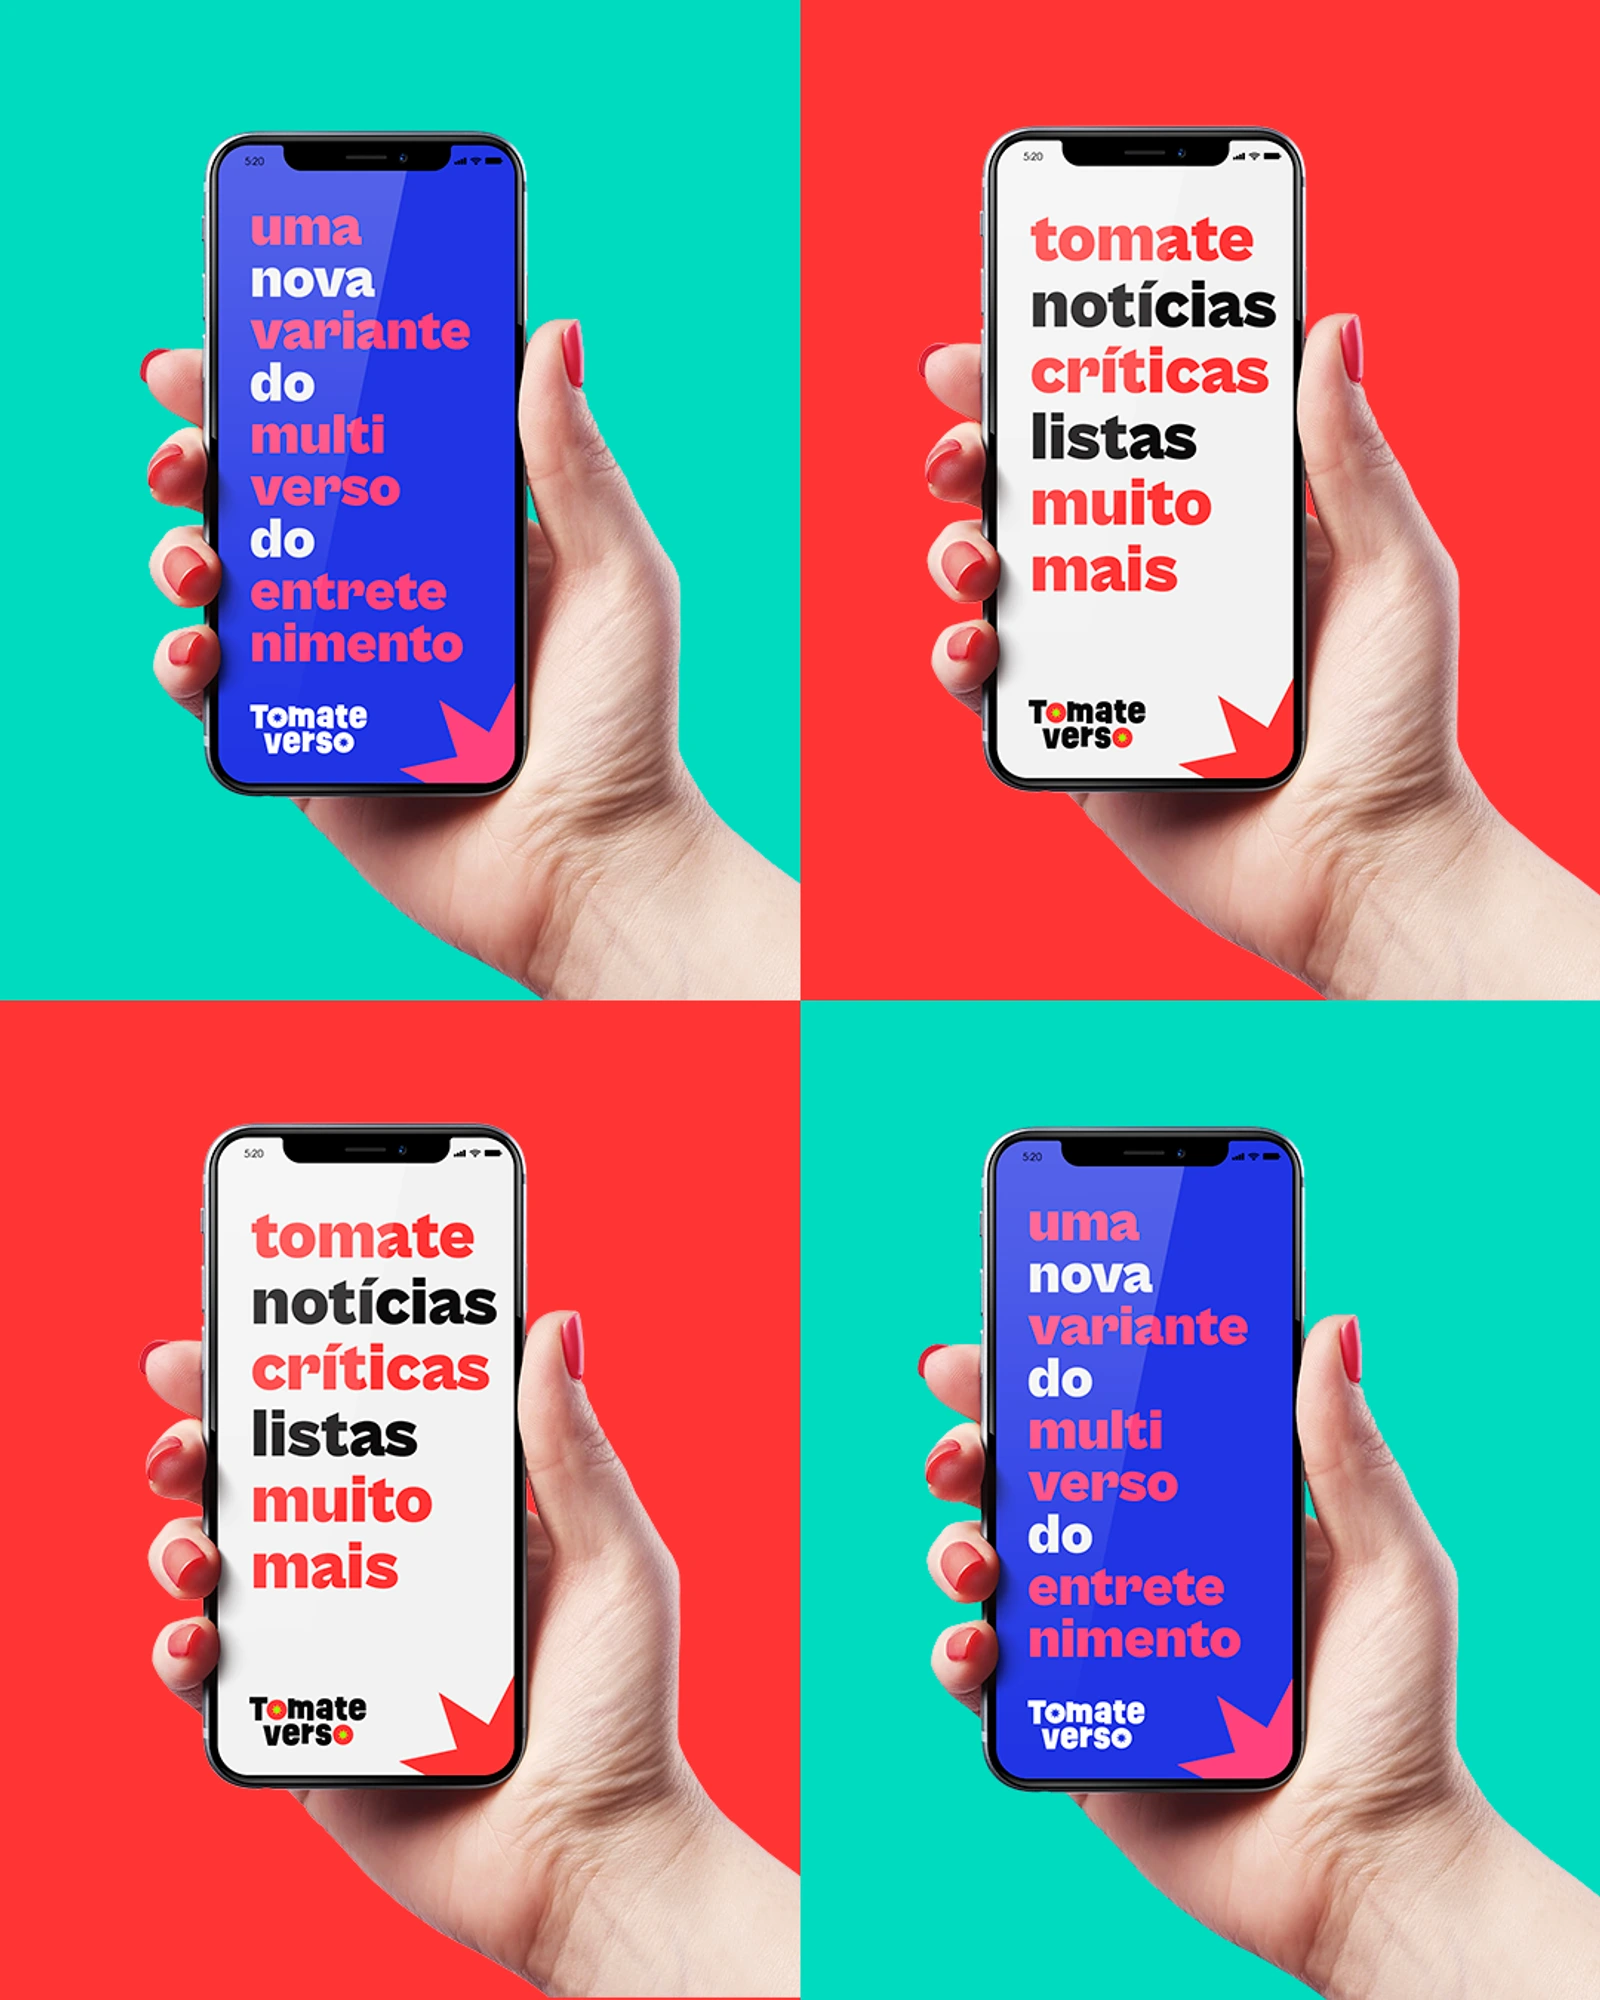 5:20
uma
nova
variante
do
multi
verso
do
entrete
nimento
Tomate
verso
5:20
tomate
notícias
críticas
listas
muito
mais
Tomate
verso
5:20
tomate
notícias
críticas
listas
muito
mais
Tomate
verso
5:20
uma
nova
variante
do
multi
verso
do
entrete
nimento
Tomate
verso